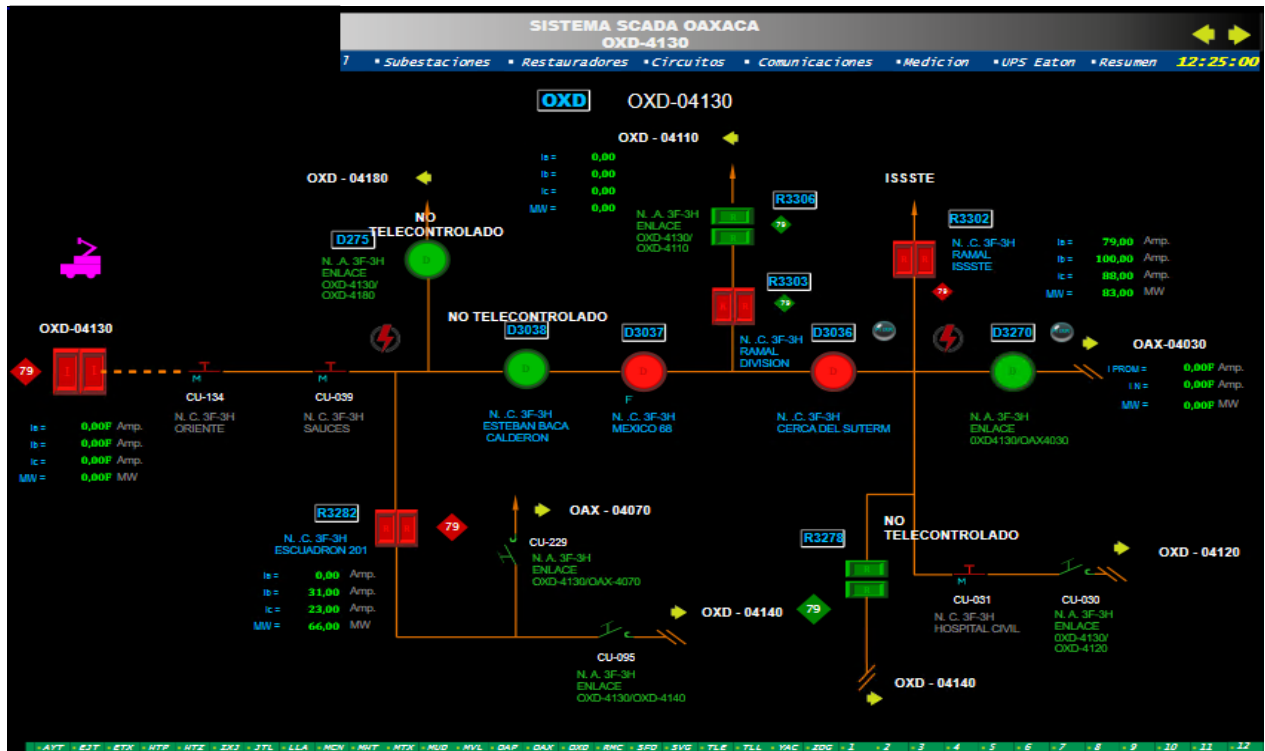 SISTEMA SCADA OAXACA
OXD-4130
7 ▪Subestaciones ▪Restauradores ▪Circuitos ▪Comunicaciones ▪Medicion ▪UPS Eaton ▪Resumen 12:25:00
OXD OXD-04130
OXD - 04110
Ia = 0,00
Ib = 0,00
Ic = 0,00
MW = 0,00
OXD - 04180
NO
TELECONTROLADO
D275
N. .A. 3F-3H
ENLACE
OXD-4130/
OXD-4180
D
R3306
N. .A. 3F-3H
ENLACE
OXD-4130/
OXD-4110
79
R3303
79
N. .C. 3F-3H
RAMAL
DIVISION
ISSSTE
R3302
N. .C. 3F-3H
RAMAL
ISSSTE
79
Ia = 79,00 Amp.
Ib = 100,00 Amp.
Ic = 88,00 Amp.
MW = 83,00 MW
OXD-04130
79
I I
M
CU-134
N. C. 3F-3H
ORIENTE
M
CU-039
N. C. 3F-3H
SAUCES
Ia = 0,00F Amp.
Ib = 0,00F Amp.
Ic = 0,00F Amp.
MW = 0,00F MW
NO TELECONTROLADO
D3038
D
N. .C. 3F-3H
ESTEBAN BACA
CALDERON
D3037
D
F
N. .C. 3F-3H
MEXICO 68
D3036
D
N. .C. 3F-3H
CERCA DEL SUTERM
D3270
D
N. A. 3F-3H
ENLACE
0XD4130/OAX4030
OAX-04030
I PROM = 0,00F Amp.
I N = 0,00F Amp.
MW = 0,00F MW
R3282
N. .C. 3F-3H
ESCUADRON 201
79
Ia = 0,00 Amp.
Ib = 31,00 Amp.
Ic = 23,00 Amp.
MW = 66,00 MW
OAX - 04070
CU-229
N. A. 3F-3H
ENLACE
OXD-4130/OAX-4070
OXD - 04140
CU-095
N. A. 3F-3H
ENLACE
OXD-4130/OXD-4140
R3278
79
NO
TELECONTROLADO
OXD - 04140
M
CU-031
N. C. 3F-3H
HOSPITAL CIVIL
CU-030
N. A. 3F-3H
ENLACE
0XD-4130/
OXD-4120
OXD - 04120
▪AYT ▪EJT ▪ETX ▪HTP ▪HTZ ▪IXJ ▪JTL ▪LLA ▪MCN ▪MHT ▪MTX ▪MUD ▪MVL ▪OAP ▪OAX ▪OXD ▪RMC ▪SFD ▪SVG ▪TLE ▪TLL ▪YAC ▪ZDG ▪1 ▪2 ▪3 ▪4 ▪5 ▪6 ▪7 ▪8 ▪9 ▪10 ▪11 ▪12